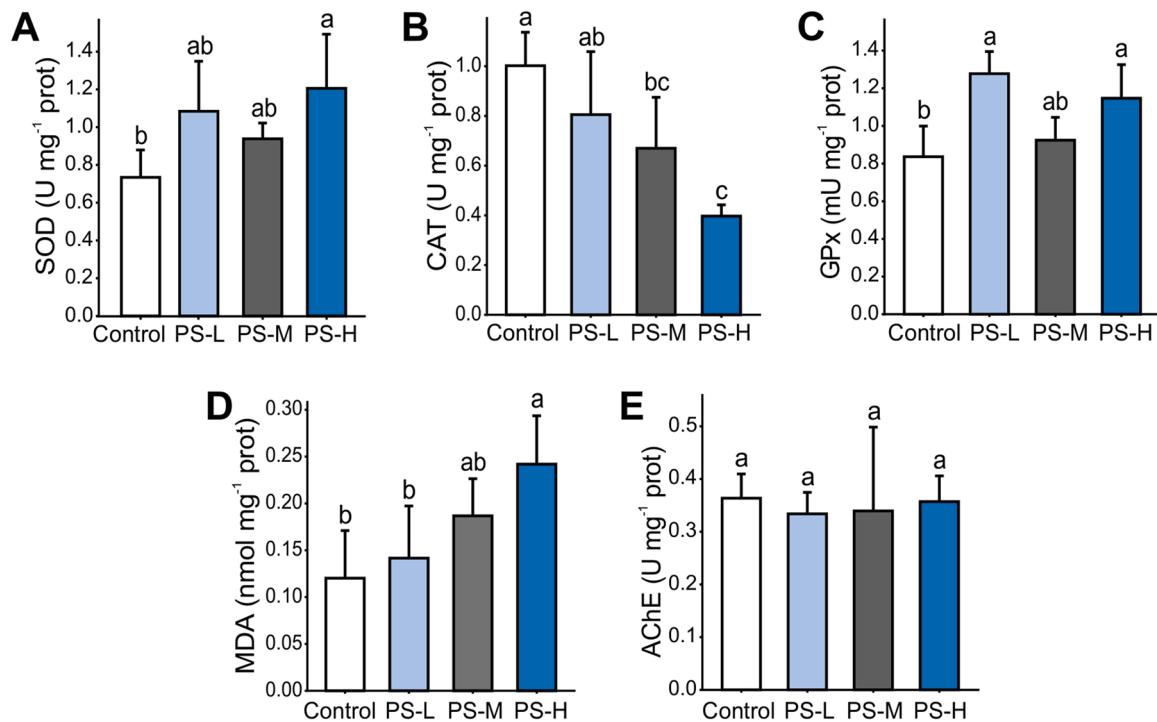 A
SOD (U mg⁻¹ prot)
1.4
1.2
1.0
0.8
0.6
0.4
0.2
0.0
b
ab
ab
a
Control PS-L PS-M PS-H
B
CAT (U mg⁻¹ prot)
1.0
0.8
0.6
0.4
0.2
0.0
a
ab
bc
c
Control PS-L PS-M PS-H
C
GPx (mU mg⁻¹ prot)
1.4
1.2
1.0
0.8
0.6
0.4
0.2
0.0
b
a
ab
a
Control PS-L PS-M PS-H
D
MDA (nmol mg⁻¹ prot)
0.30
0.25
0.20
0.15
0.10
0.05
0.00
b
b
ab
a
Control PS-L PS-M PS-H
E
AChE (U mg⁻¹ prot)
0.5
0.4
0.3
0.2
0.1
0.0
a
a
a
a
Control PS-L PS-M PS-H